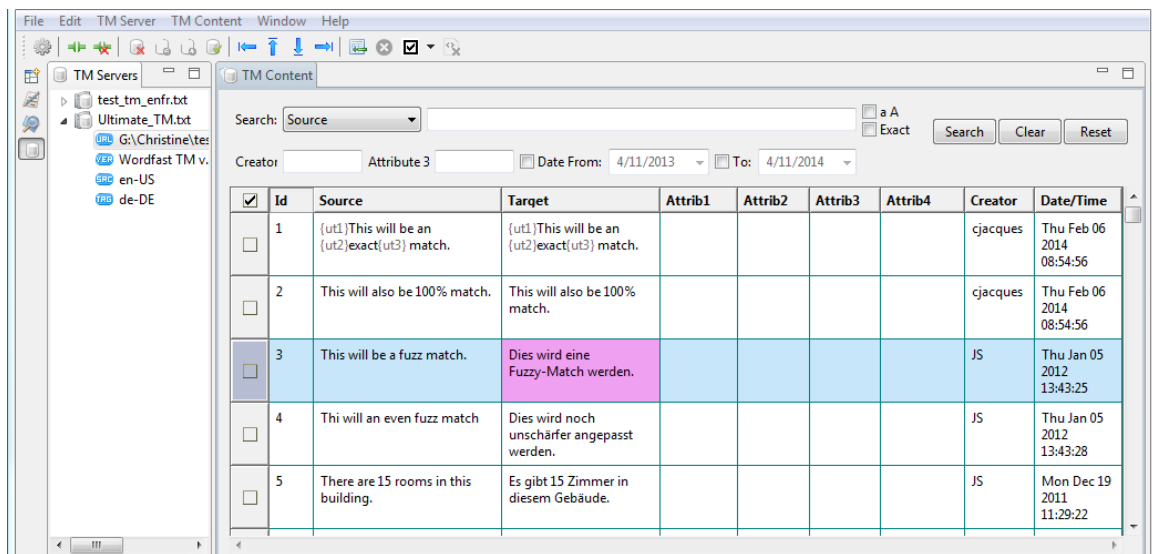 File Edit TM Server TM Content Window Help
TM Servers
test_tm_enfr.txt
Ultimate_TM.txt
URL G:\Christine\tes
VER Wordfast TM v.
SRC en-US
TRG de-DE
TM Content
Search: Source
a A
Exact
Search Clear Reset
Creator Attribute 3 Date From: 4/11/2013 To: 4/11/2014
Id Source Target Attrib1 Attrib2 Attrib3 Attrib4 Creator Date/Time
1 {ut1}This will be an {ut1}This will be an cjacques Thu Feb 06
{ut2}exact{ut3} match. {ut2}exact{ut3} match. 2014
08:54:56
2 This will also be 100% match. This will also be 100% cjacques Thu Feb 06
match. 2014
08:54:56
3 This will be a fuzz match. Dies wird eine JS Thu Jan 05
Fuzzy-Match werden. 2012
13:43:25
4 Thi will an even fuzz match Dies wird noch JS Thu Jan 05
unschärfer angepasst 2012
werden. 13:43:28
5 There are 15 rooms in this Es gibt 15 Zimmer in JS Mon Dec 19
building. diesem Gebäude. 2011
11:29:22